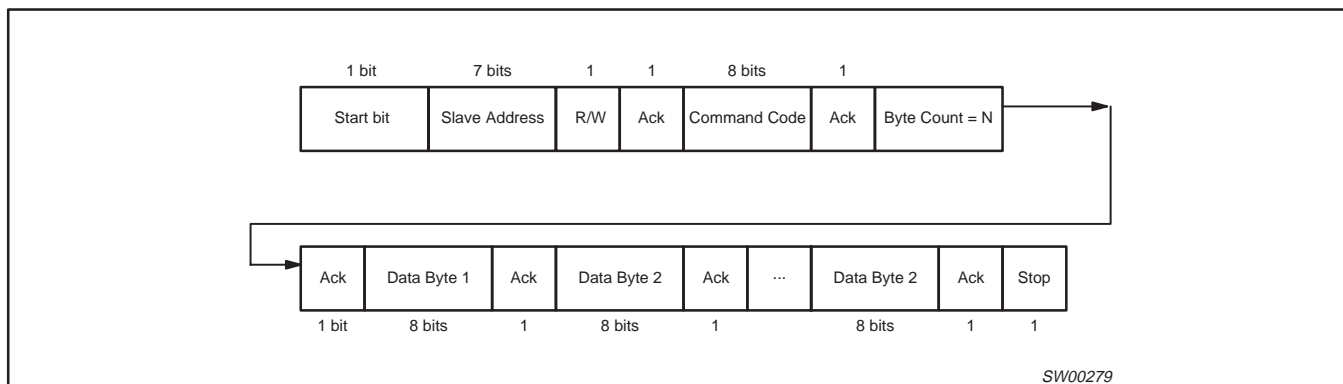 1 bit 7 bits 1 1 8 bits 1
Start bit Slave Address R/W Ack Command Code Ack Byte Count = N
Ack Data Byte 1 Ack Data Byte 2 Ack ... Data Byte 2 Ack Stop
1 bit 8 bits 1 8 bits 1 8 bits 1 1
SW00279